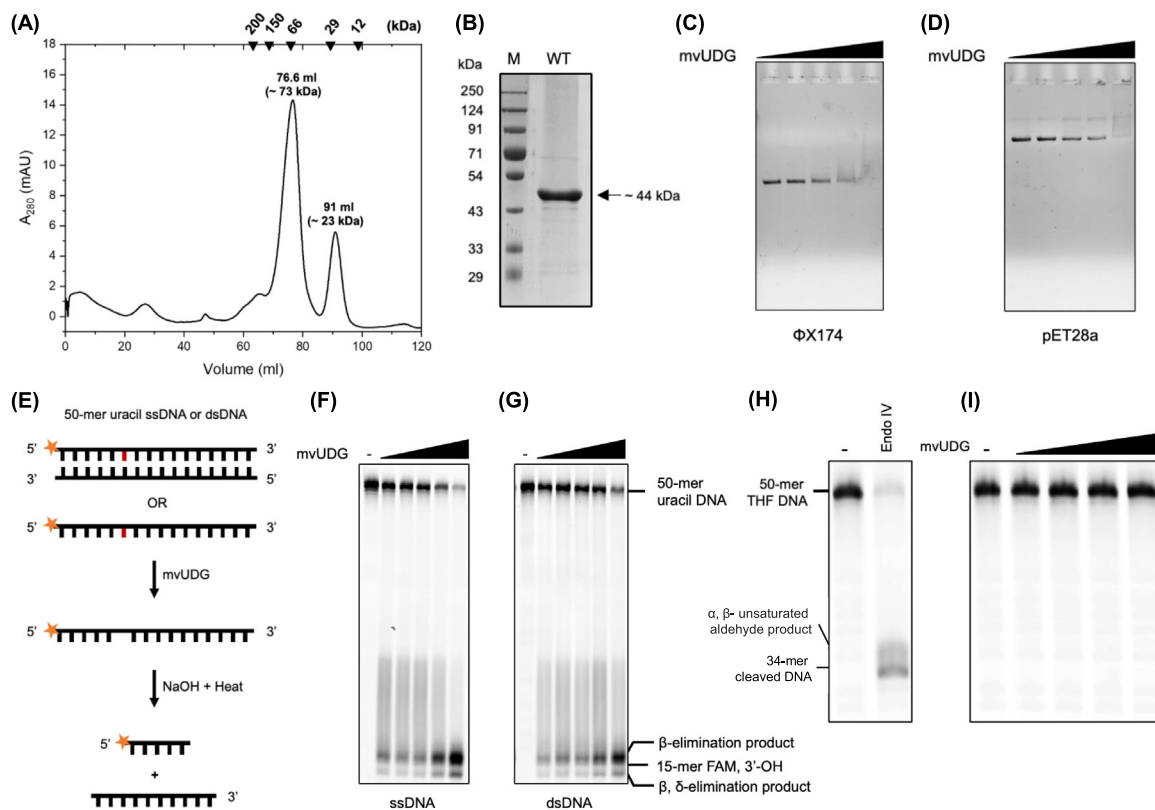 (A)
200 150 66 29 12 (kDa)
18
16
14
12
10
8
6
4
2
0
A280 (mAU)
76.6 ml
(~ 73 kDa)
91 ml
(~ 23 kDa)
0 20 40 60 80 100 120
Volume (ml)
(B)
kDa M WT
250
124
91
71
54
43
33
29
~ 44 kDa
(C)
mvUDG
ΦX174
(D)
mvUDG
pET28a
(E)
50-mer uracil ssDNA or dsDNA
5’ 3’
3’ 5’
OR
5’ 3’
mvUDG
5’ 3’
NaOH + Heat
5’
+
3’
(F)
mvUDG -
ssDNA
(G)
-
50-mer
uracil DNA
β-elimination product
15-mer FAM, 3’-OH
β, δ-elimination product
dsDNA
(H)
- Endo IV
50-mer
THF DNA
α, β- unsaturated
aldehyde product
34-mer
cleaved DNA
(I)
mvUDG -